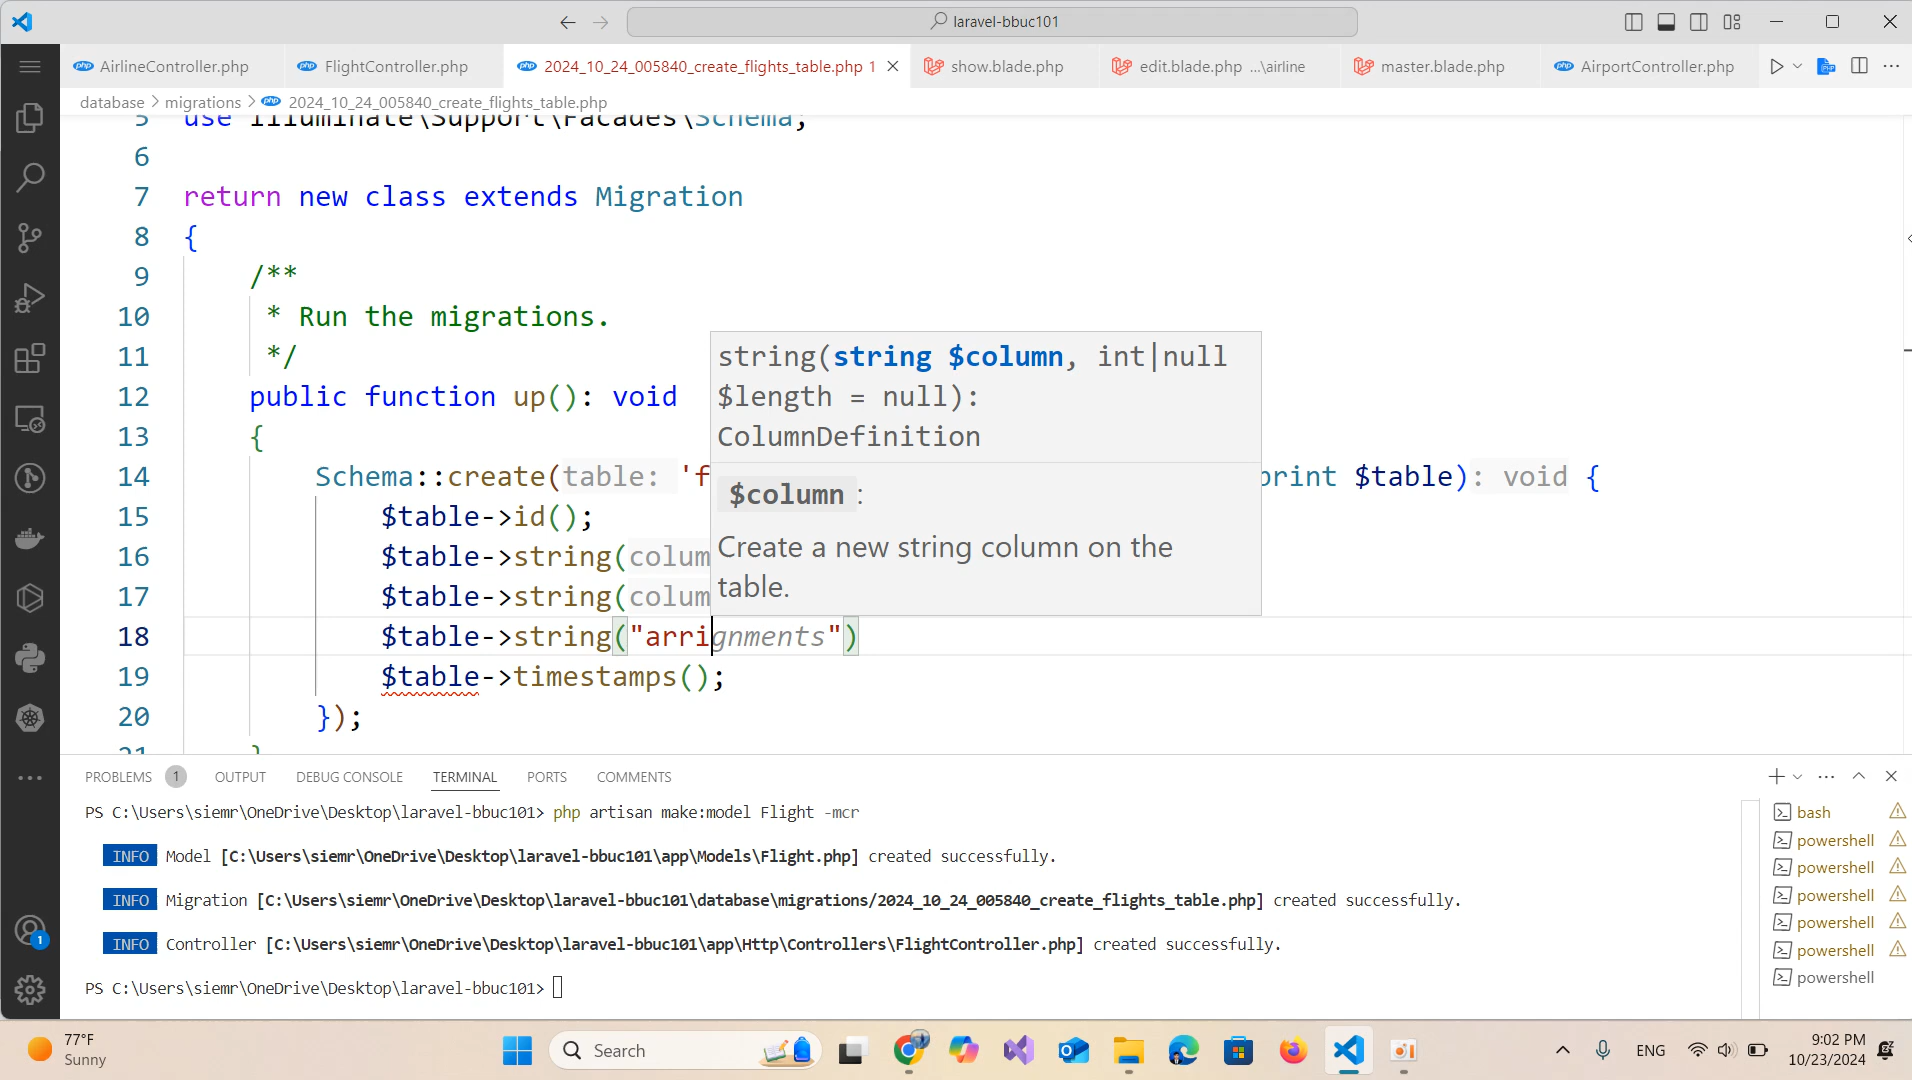 laravel-bbuc101
AirlineController.php
FlightController.php
2024_10_24_005840_create_flights_table.php 1
show.blade.php
edit.blade.php ...\airline
master.blade.php
AirportController.php
database > migrations > 2024_10_24_005840_create_flights_table.php
5 use Illuminate\Support\Facades\Schema;
6
7 return new class extends Migration
8 {
9 /**
10 * Run the migrations.
11 */
12 public function up(): void
13 {
14 Schema::create(table: 'f print $table): void {
15 $table->id();
16 $table->string(colum
17 $table->string(colum
18 $table->string("arrignments")
19 $table->timestamps();
20 });
21 }
string(string $column, int|null
$length = null):
ColumnDefinition
$column:
Create a new string column on the
table.
PROBLEMS 1 OUTPUT DEBUG CONSOLE TERMINAL PORTS COMMENTS
PS C:\Users\siemr\OneDrive\Desktop\laravel-bbuc101> php artisan make:model Flight -mcr
INFO Model [C:\Users\siemr\OneDrive\Desktop\laravel-bbuc101\app\Models\Flight.php] created successfully.
INFO Migration [C:\Users\siemr\OneDrive\Desktop\laravel-bbuc101\database\migrations/2024_10_24_005840_create_flights_table.php] created successfully.
INFO Controller [C:\Users\siemr\OneDrive\Desktop\laravel-bbuc101\app\Http\Controllers\FlightController.php] created successfully.
PS C:\Users\siemr\OneDrive\Desktop\laravel-bbuc101>
bash
powershell
powershell
powershell
powershell
powershell
powershell
1
77°F
Sunny
Search
ENG
9:02 PM
10/23/2024